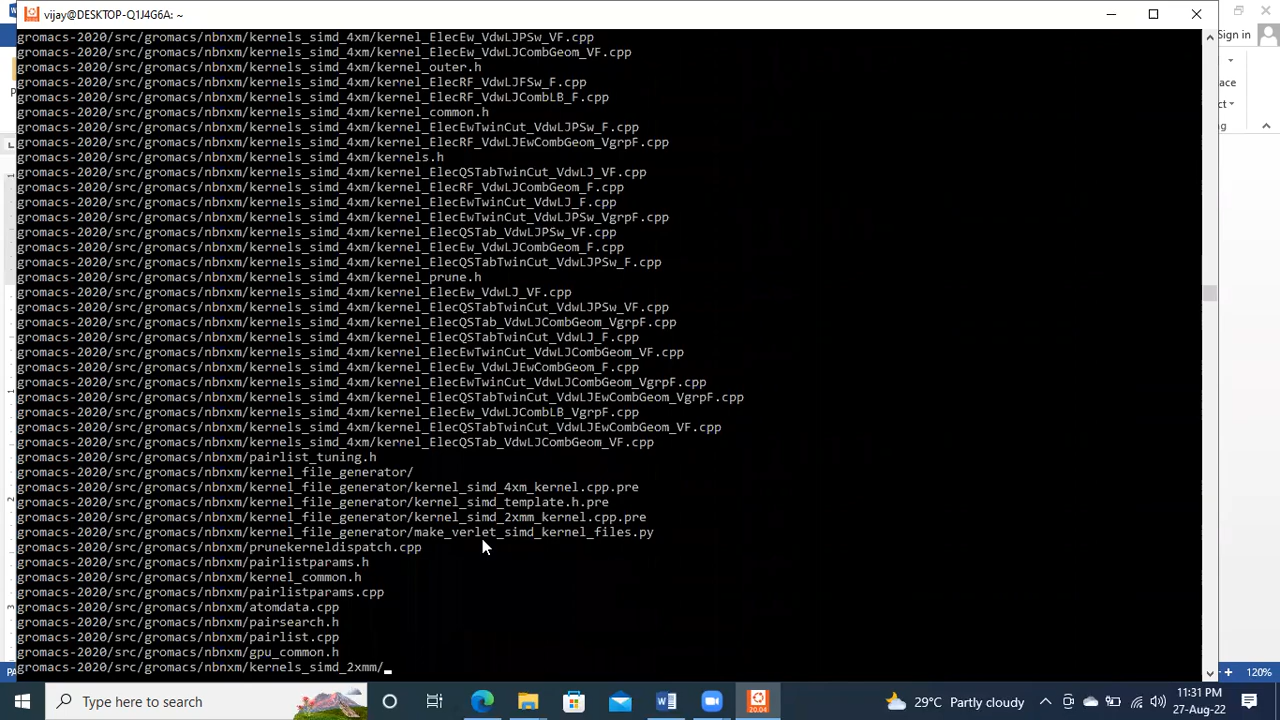 vijay@DESKTOP-Q1J4G6A: ~
Sign in
gromacs-2020/src/gromacs/nbnxm/kernels_simd_4xm/kernel_ElecEw_VdwLJPSw_VF.cpp
gromacs-2020/src/gromacs/nbnxm/kernels_simd_4xm/kernel_ElecEw_VdwLJCombGeom_VF.cpp
gromacs-2020/src/gromacs/nbnxm/kernels_simd_4xm/kernel_outer.h
gromacs-2020/src/gromacs/nbnxm/kernels_simd_4xm/kernel_ElecRF_VdwLJFSw_F.cpp
gromacs-2020/src/gromacs/nbnxm/kernels_simd_4xm/kernel_ElecRF_VdwLJCombLB_F.cpp
gromacs-2020/src/gromacs/nbnxm/kernels_simd_4xm/kernel_common.h
gromacs-2020/src/gromacs/nbnxm/kernels_simd_4xm/kernel_ElecEwTwinCut_VdwLJPSw_F.cpp
gromacs-2020/src/gromacs/nbnxm/kernels_simd_4xm/kernel_ElecRF_VdwLJEwCombGeom_VgrpF.cpp
gromacs-2020/src/gromacs/nbnxm/kernels_simd_4xm/kernels.h
gromacs-2020/src/gromacs/nbnxm/kernels_simd_4xm/kernel_ElecQSTabTwinCut_VdwLJ_VF.cpp
gromacs-2020/src/gromacs/nbnxm/kernels_simd_4xm/kernel_ElecRF_VdwLJCombGeom_F.cpp
gromacs-2020/src/gromacs/nbnxm/kernels_simd_4xm/kernel_ElecEwTwinCut_VdwLJ_F.cpp
gromacs-2020/src/gromacs/nbnxm/kernels_simd_4xm/kernel_ElecEwTwinCut_VdwLJPSw_VgrpF.cpp
gromacs-2020/src/gromacs/nbnxm/kernels_simd_4xm/kernel_ElecQSTab_VdwLJPSw_VF.cpp
gromacs-2020/src/gromacs/nbnxm/kernels_simd_4xm/kernel_ElecEw_VdwLJCombGeom_F.cpp
gromacs-2020/src/gromacs/nbnxm/kernels_simd_4xm/kernel_ElecQSTabTwinCut_VdwLJPSw_F.cpp
gromacs-2020/src/gromacs/nbnxm/kernels_simd_4xm/kernel_prune.h
gromacs-2020/src/gromacs/nbnxm/kernels_simd_4xm/kernel_ElecEw_VdwLJ_VF.cpp
gromacs-2020/src/gromacs/nbnxm/kernels_simd_4xm/kernel_ElecQSTabTwinCut_VdwLJPSw_VF.cpp
gromacs-2020/src/gromacs/nbnxm/kernels_simd_4xm/kernel_ElecQSTab_VdwLJCombGeom_VgrpF.cpp
gromacs-2020/src/gromacs/nbnxm/kernels_simd_4xm/kernel_ElecQSTabTwinCut_VdwLJ_F.cpp
gromacs-2020/src/gromacs/nbnxm/kernels_simd_4xm/kernel_ElecEwTwinCut_VdwLJCombGeom_VF.cpp
gromacs-2020/src/gromacs/nbnxm/kernels_simd_4xm/kernel_ElecEw_VdwLJEwCombGeom_F.cpp
gromacs-2020/src/gromacs/nbnxm/kernels_simd_4xm/kernel_ElecEwTwinCut_VdwLJCombGeom_VgrpF.cpp
gromacs-2020/src/gromacs/nbnxm/kernels_simd_4xm/kernel_ElecQSTabTwinCut_VdwLJEwCombGeom_VgrpF.cpp
gromacs-2020/src/gromacs/nbnxm/kernels_simd_4xm/kernel_ElecEw_VdwLJCombLB_VgrpF.cpp
gromacs-2020/src/gromacs/nbnxm/kernels_simd_4xm/kernel_ElecQSTabTwinCut_VdwLJEwCombGeom_VF.cpp
gromacs-2020/src/gromacs/nbnxm/kernels_simd_4xm/kernel_ElecQSTab_VdwLJCombGeom_VF.cpp
gromacs-2020/src/gromacs/nbnxm/pairlist_tuning.h
gromacs-2020/src/gromacs/nbnxm/kernel_file_generator/
gromacs-2020/src/gromacs/nbnxm/kernel_file_generator/kernel_simd_4xm_kernel.cpp.pre
gromacs-2020/src/gromacs/nbnxm/kernel_file_generator/kernel_simd_template.h.pre
gromacs-2020/src/gromacs/nbnxm/kernel_file_generator/kernel_simd_2xmm_kernel.cpp.pre
gromacs-2020/src/gromacs/nbnxm/kernel_file_generator/make_verlet_simd_kernel_files.py
gromacs-2020/src/gromacs/nbnxm/prunekerneldispatch.cpp
gromacs-2020/src/gromacs/nbnxm/pairlistparams.h
gromacs-2020/src/gromacs/nbnxm/kernel_common.h
gromacs-2020/src/gromacs/nbnxm/pairlistparams.cpp
gromacs-2020/src/gromacs/nbnxm/atomdata.cpp
gromacs-2020/src/gromacs/nbnxm/pairsearch.h
gromacs-2020/src/gromacs/nbnxm/pairlist.cpp
gromacs-2020/src/gromacs/nbnxm/gpu_common.h
gromacs-2020/src/gromacs/nbnxm/kernels_simd_2xmm/
120%
Type here to search
20.04
29°C Partly cloudy
11:31 PM
27-Aug-22